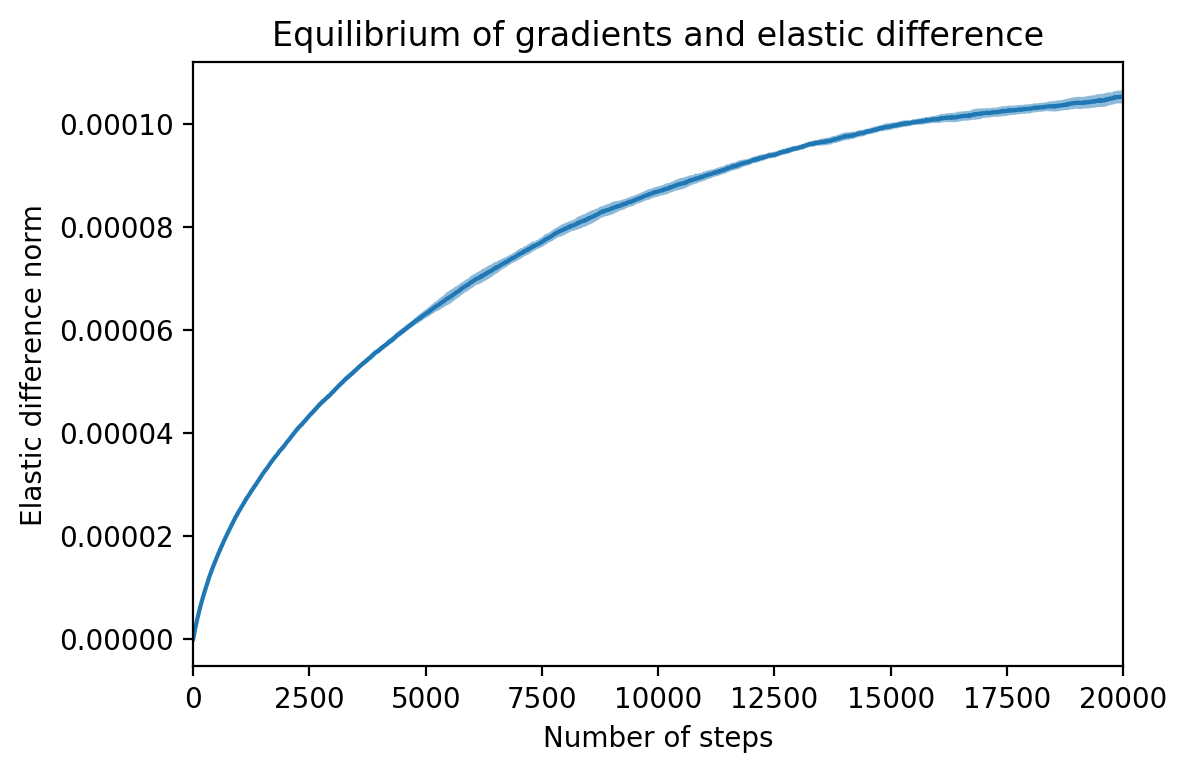 Equilibrium of gradients and elastic difference
Elastic difference norm
0.00010
0.00008
0.00006
0.00004
0.00002
0.00000
0 2500 5000 7500 10000 12500 15000 17500 20000
Number of steps